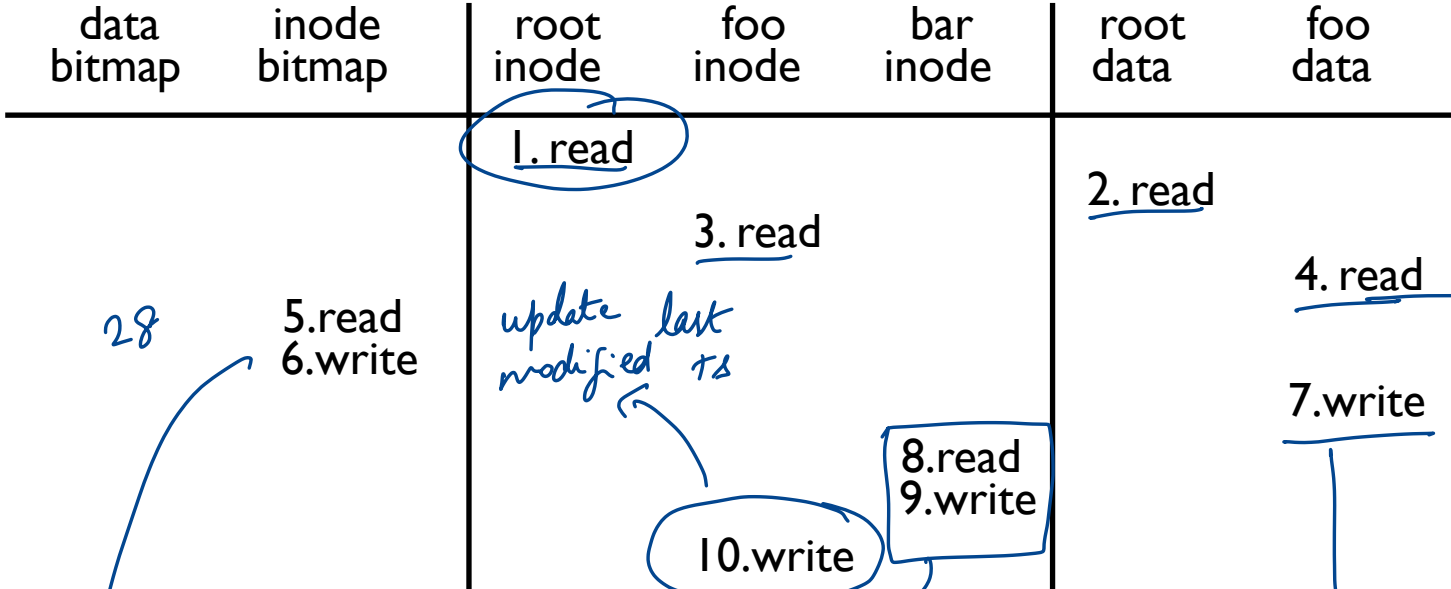 data inode root foo bar root foo
bitmap bitmap inode inode inode data data
1. read
2. read
3. read
4. read
28 5.read update last
6.write modified TS
7.write
8.read
9.write
10.write